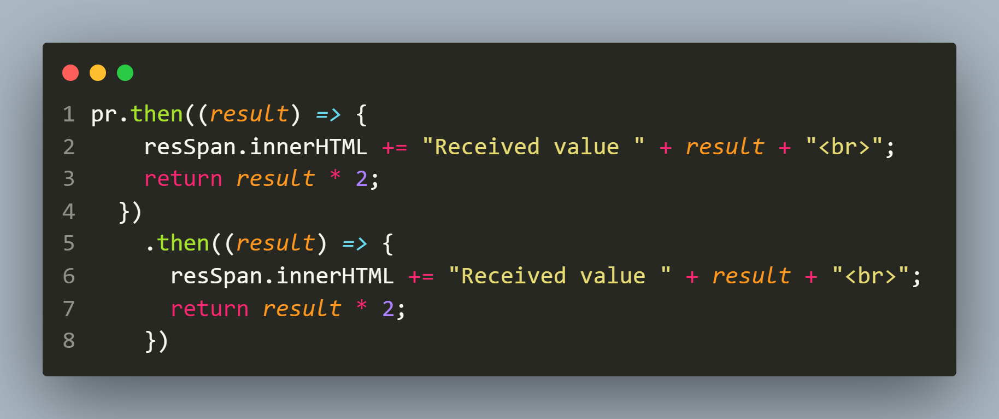 1 pr.then((result) => {
2     resSpan.innerHTML += "Received value " + result + "<br>";
3     return result * 2;
4   })
5     .then((result) => {
6       resSpan.innerHTML += "Received value " + result + "<br>";
7       return result * 2;
8     })